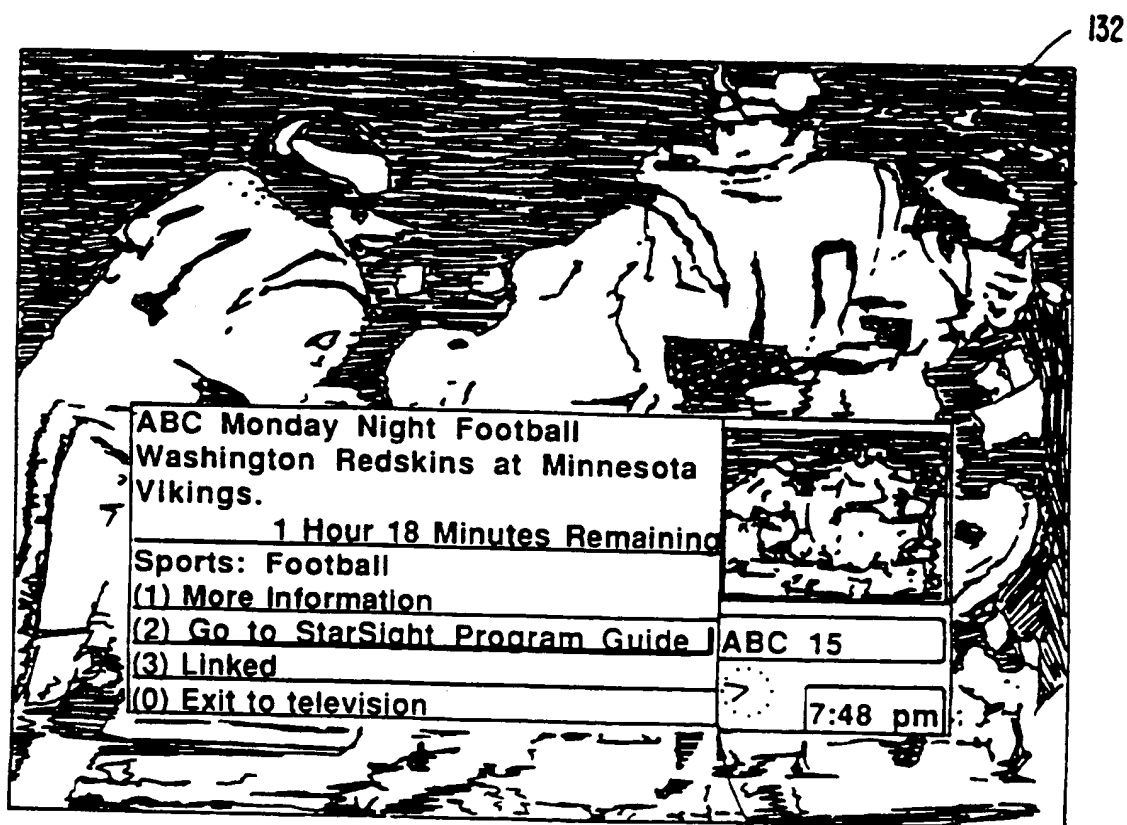 132
ABC Monday Night Football
Washington Redskins at Minnesota
Vikings.
1 Hour 18 Minutes Remaining
Sports: Football
(1) More Information
(2) Go to StarSight Program Guide
(3) Linked
(0) Exit to television
ABC 15
7:48 pm